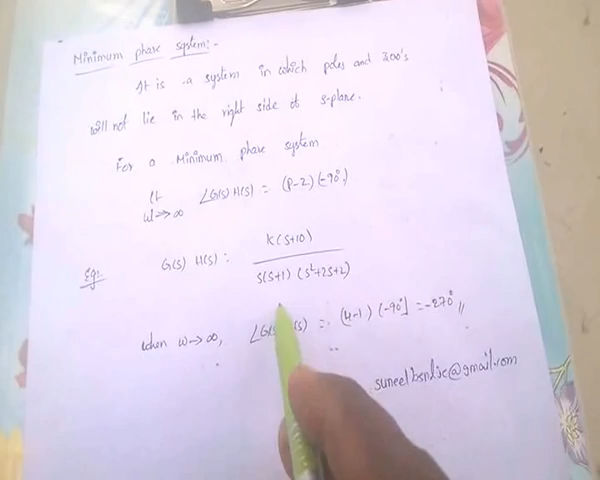 Minimum phase system:-
It is a system in which poles and zoo's
will not lie in the right side of s-plane.
For a Minimum phase system
Lt
w→∞ ∠G(s) H(s) = (P-Z) (-90°)
Eg:- G(s) H(s) = K(s+10)
s(s+1) (s²+2s+2)
when w→∞, ∠G(s) (s) = (4-1) (-90°] = -270° //
suneelbsnlje@gmail.com